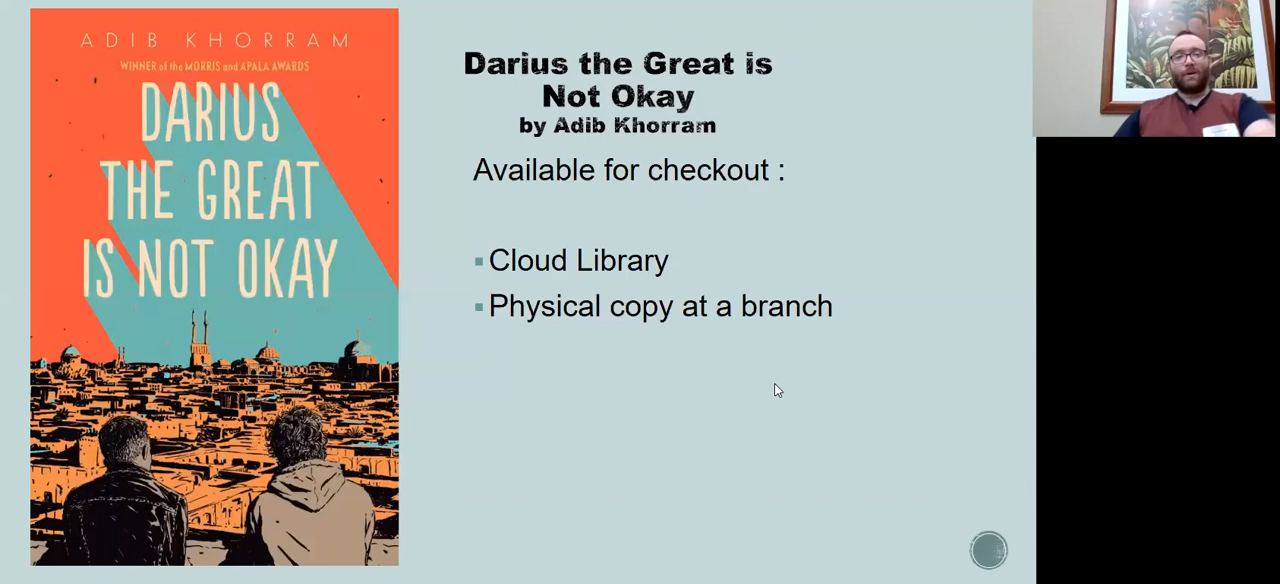 ADIB KHORRAM
WINNER of the MORRIS and APALA AWARDS
DARIUS
THE GREAT
IS NOT OKAY
Darius the Great is
Not Okay
by Adib Khorram
Available for checkout :
Cloud Library
Physical copy at a branch